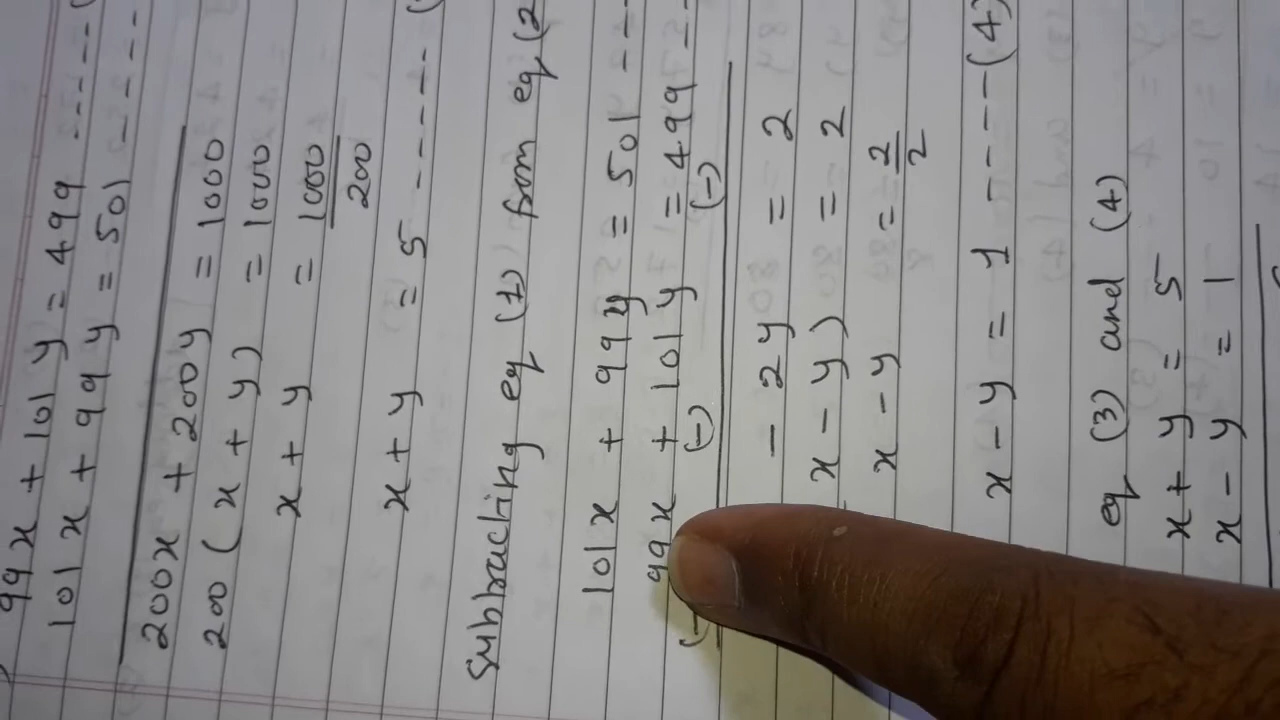 99x + 101y = 499 -----(
101x + 99y = 501 -----
200x + 200y = 1000
200(x + y) = 1000
x + y = 1000/200
x + y = 5 -----(
Subtracting eq (1) from eq (2
101x + 99y = 501 ---
99x + 101y = 499 --
(-) (-) (-)
- 2y = 2
x - y) = 2
x - y = 2/2
x - y = 1 ----(4)
eq (3) and (4)
x + y = 5
x - y = 1